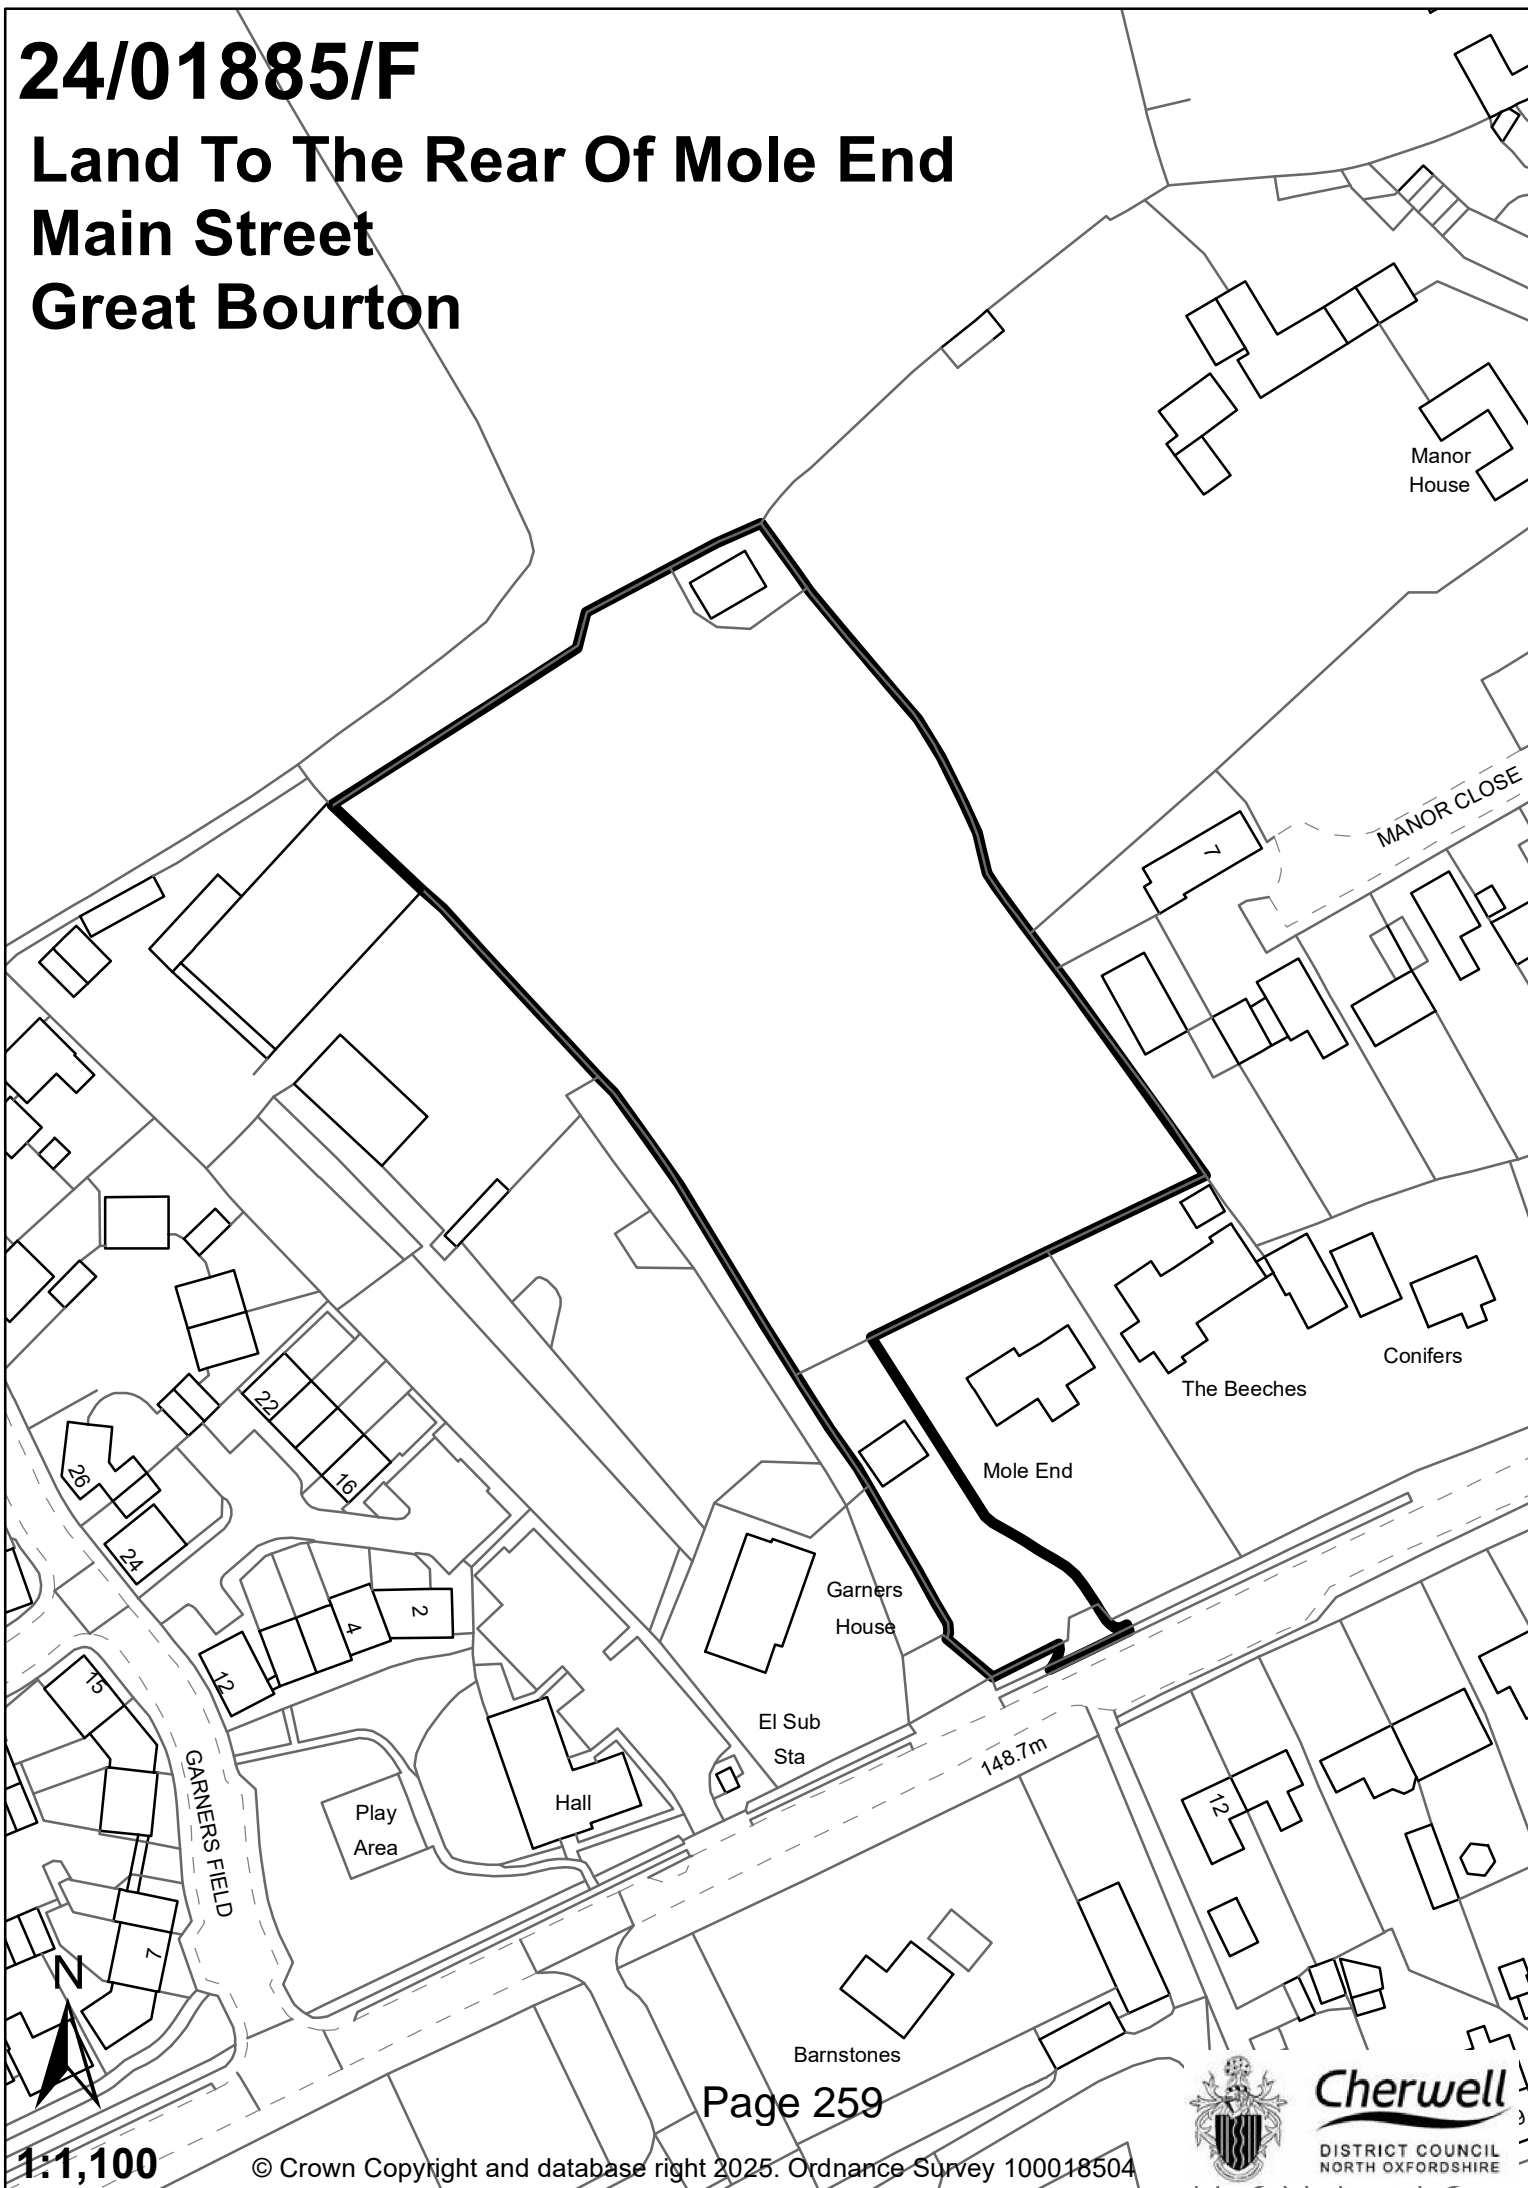 24/01885/F
Land To The Rear Of Mole End
Main Street
Great Bourton
Manor
House
MANOR CLOSE
7
Conifers
The Beeches
22
Mole End
26
16
24
Garners
House
2
4
12
15
El Sub
Sta
148.7m
GARNERS FIELD
Play
Area
Hall
12
7
N
Barnstones
Page 259
Cherwell
DISTRICT COUNCIL
NORTH OXFORDSHIRE
1:1,100
© Crown Copyright and database right 2025. Ordnance Survey 100018504